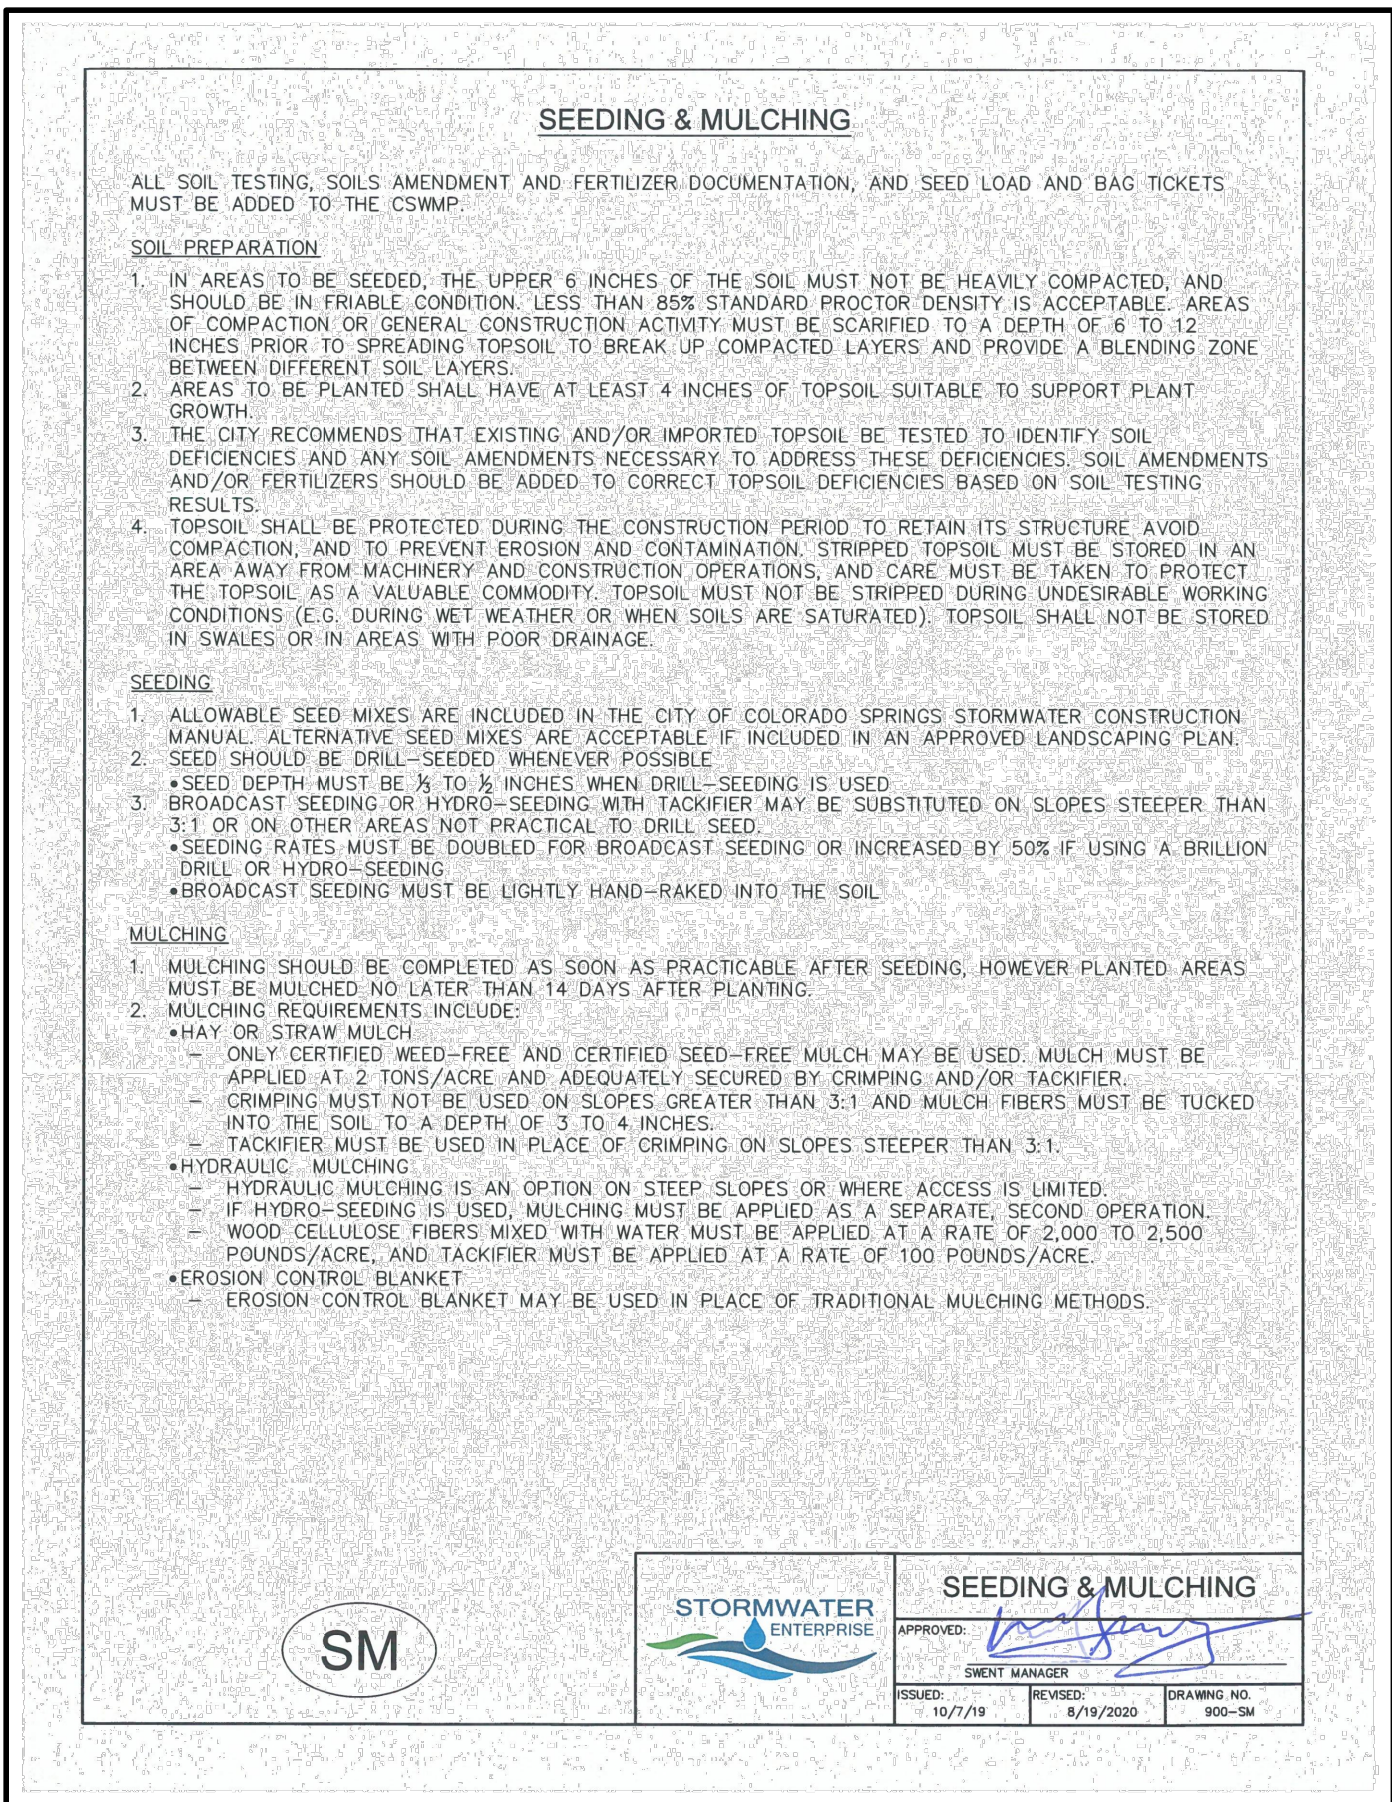 SEEDING & MULCHING
ALL SOIL TESTING, SOILS AMENDMENT AND FERTILIZER DOCUMENTATION, AND SEED LOAD AND BAG TICKETS
MUST BE ADDED TO THE CSWMP.
SOIL PREPARATION
1. IN AREAS TO BE SEEDED, THE UPPER 6 INCHES OF THE SOIL MUST NOT BE HEAVILY COMPACTED, AND
SHOULD BE IN FRIABLE CONDITION. LESS THAN 85% STANDARD PROCTOR DENSITY IS ACCEPTABLE. AREAS
OF COMPACTION OR GENERAL CONSTRUCTION ACTIVITY MUST BE SCARIFIED TO A DEPTH OF 6 TO 12
INCHES PRIOR TO SPREADING TOPSOIL TO BREAK UP COMPACTED LAYERS AND PROVIDE A BLENDING ZONE
BETWEEN DIFFERENT SOIL LAYERS.
2. AREAS TO BE PLANTED SHALL HAVE AT LEAST 4 INCHES OF TOPSOIL SUITABLE TO SUPPORT PLANT
GROWTH.
3. THE CITY RECOMMENDS THAT EXISTING AND/OR IMPORTED TOPSOIL BE TESTED TO IDENTIFY SOIL
DEFICIENCIES AND ANY SOIL AMENDMENTS NECESSARY TO ADDRESS THESE DEFICIENCIES. SOIL AMENDMENTS
AND/OR FERTILIZERS SHOULD BE ADDED TO CORRECT TOPSOIL DEFICIENCIES BASED ON SOIL TESTING
RESULTS.
4. TOPSOIL SHALL BE PROTECTED DURING THE CONSTRUCTION PERIOD TO RETAIN ITS STRUCTURE AVOID
COMPACTION, AND TO PREVENT EROSION AND CONTAMINATION. STRIPPED TOPSOIL MUST BE STORED IN AN
AREA AWAY FROM MACHINERY AND CONSTRUCTION OPERATIONS, AND CARE MUST BE TAKEN TO PROTECT
THE TOPSOIL AS A VALUABLE COMMODITY. TOPSOIL MUST NOT BE STRIPPED DURING UNDESIRABLE WORKING
CONDITIONS (E.G. DURING WET WEATHER OR WHEN SOILS ARE SATURATED). TOPSOIL SHALL NOT BE STORED
IN SWALES OR IN AREAS WITH POOR DRAINAGE.
SEEDING
1. ALLOWABLE SEED MIXES ARE INCLUDED IN THE CITY OF COLORADO SPRINGS STORMWATER CONSTRUCTION
MANUAL. ALTERNATIVE SEED MIXES ARE ACCEPTABLE IF INCLUDED IN AN APPROVED LANDSCAPING PLAN.
2. SEED SHOULD BE DRILL-SEEDED WHENEVER POSSIBLE
•SEED DEPTH MUST BE ⅓ TO ½ INCHES WHEN DRILL-SEEDING IS USED
3. BROADCAST SEEDING OR HYDRO-SEEDING WITH TACKIFIER MAY BE SUBSTITUTED ON SLOPES STEEPER THAN
3:1 OR ON OTHER AREAS NOT PRACTICAL TO DRILL SEED.
•SEEDING RATES MUST BE DOUBLED FOR BROADCAST SEEDING OR INCREASED BY 50% IF USING A BRILLION
DRILL OR HYDRO-SEEDING
•BROADCAST SEEDING MUST BE LIGHTLY HAND-RAKED INTO THE SOIL
MULCHING
1. MULCHING SHOULD BE COMPLETED AS SOON AS PRACTICABLE AFTER SEEDING, HOWEVER PLANTED AREAS
MUST BE MULCHED NO LATER THAN 14 DAYS AFTER PLANTING.
2. MULCHING REQUIREMENTS INCLUDE:
•HAY OR STRAW MULCH
– ONLY CERTIFIED WEED-FREE AND CERTIFIED SEED-FREE MULCH MAY BE USED. MULCH MUST BE
APPLIED AT 2 TONS/ACRE AND ADEQUATELY SECURED BY CRIMPING AND/OR TACKIFIER.
– CRIMPING MUST NOT BE USED ON SLOPES GREATER THAN 3:1 AND MULCH FIBERS MUST BE TUCKED
INTO THE SOIL TO A DEPTH OF 3 TO 4 INCHES.
– TACKIFIER MUST BE USED IN PLACE OF CRIMPING ON SLOPES STEEPER THAN 3:1.
•HYDRAULIC MULCHING
– HYDRAULIC MULCHING IS AN OPTION ON STEEP SLOPES OR WHERE ACCESS IS LIMITED.
– IF HYDRO-SEEDING IS USED, MULCHING MUST BE APPLIED AS A SEPARATE, SECOND OPERATION.
– WOOD CELLULOSE FIBERS MIXED WITH WATER MUST BE APPLIED AT A RATE OF 2,000 TO 2,500
POUNDS/ACRE, AND TACKIFIER MUST BE APPLIED AT A RATE OF 100 POUNDS/ACRE.
•EROSION CONTROL BLANKET
– EROSION CONTROL BLANKET MAY BE USED IN PLACE OF TRADITIONAL MULCHING METHODS.
SM
STORMWATER
ENTERPRISE
SEEDING & MULCHING
APPROVED:
SWENT MANAGER
ISSUED:
10/7/19
REVISED:
8/19/2020
DRAWING NO.
900-SM